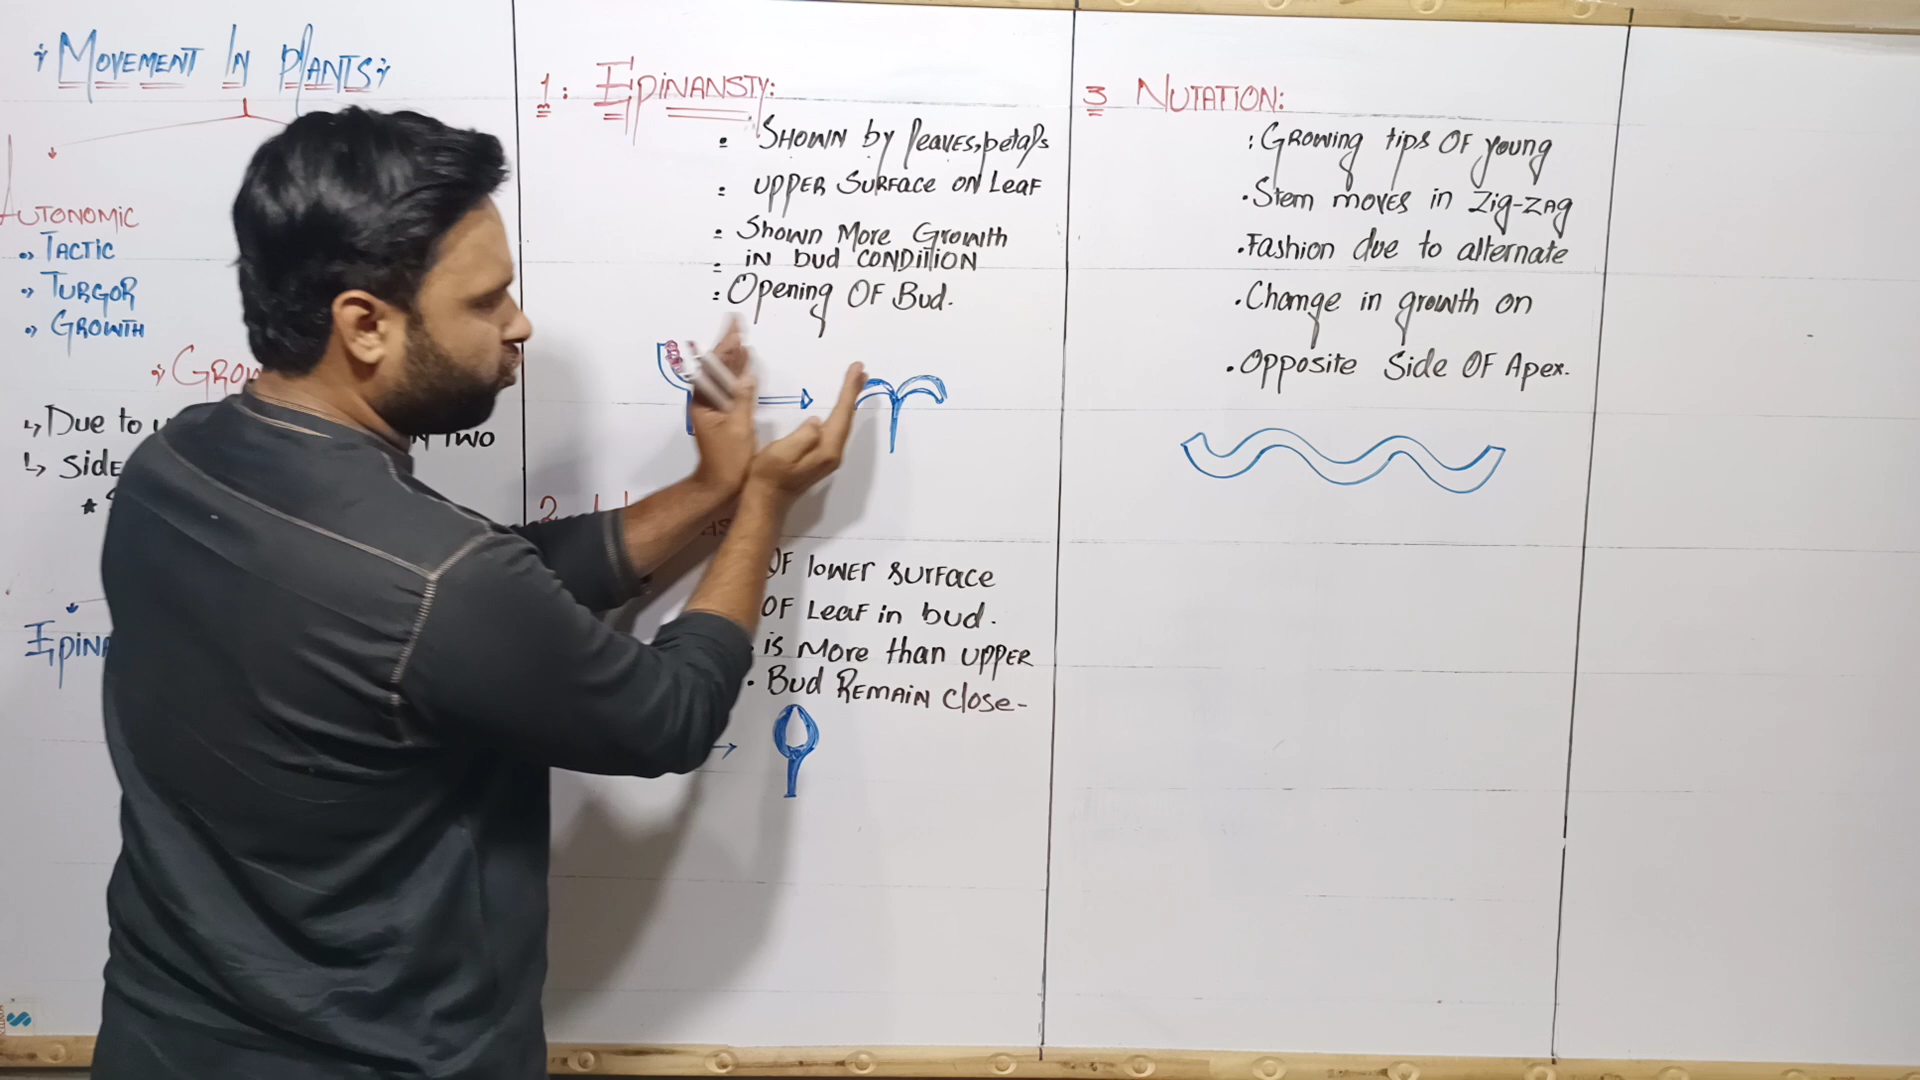 MOVEMENT IN PLANTS
AUTONOMIC
TACTIC
TURGOR
GROWTH
Due to
TWO
side
1: EPINANSTY:
SHOWN by leaves, petals
UPPER SURFACE ON LEAF
Shown More Growth
IN bud CONDITION
Opening OF Bud.
2
OF lOWER surface
OF Leaf in bud.
is More than UPPER
Bud REMAIN Close-
3 NUTATION:
: GROWING tips OF young
Stem moves in Zig-ZAG
Fashion due to alternate
Change in growth on
Opposite Side OF Apex.